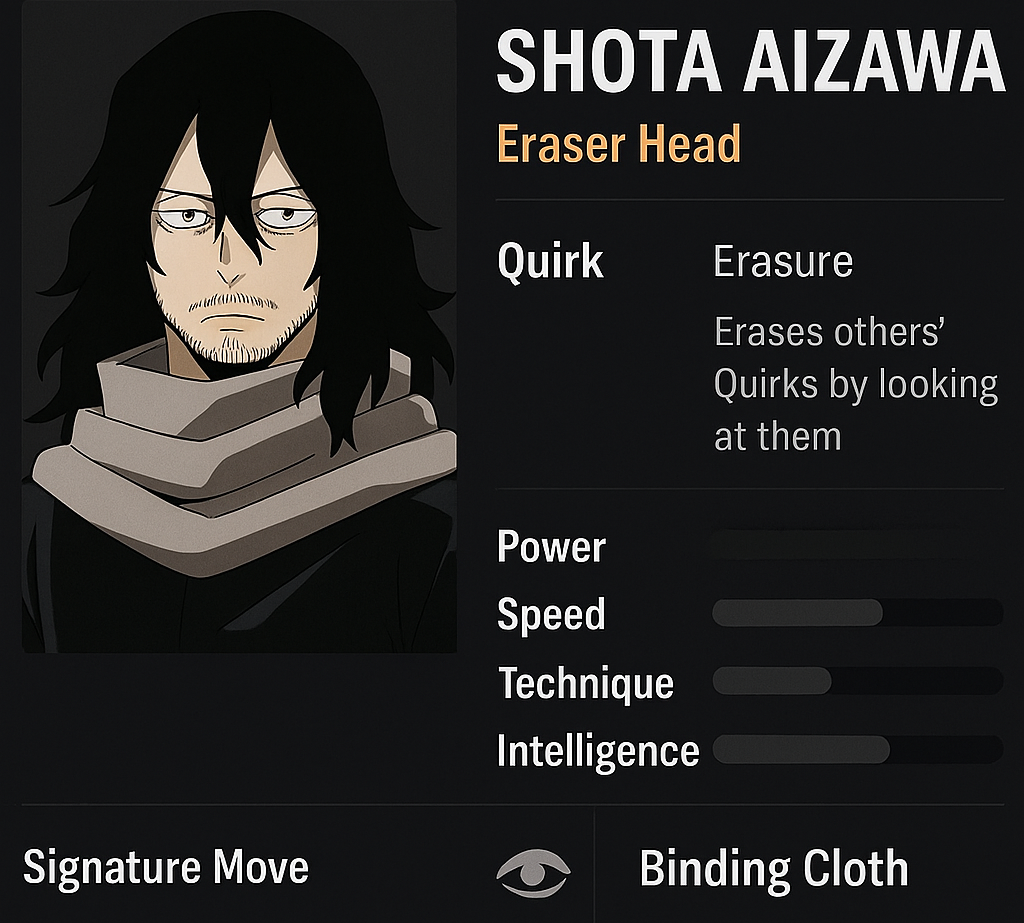 SHOTA AIZAWA
Eraser Head
Quirk Erasure
Erases others’
Quirks by looking
at them
Power
Speed
Technique
Intelligence
Signature Move Binding Cloth